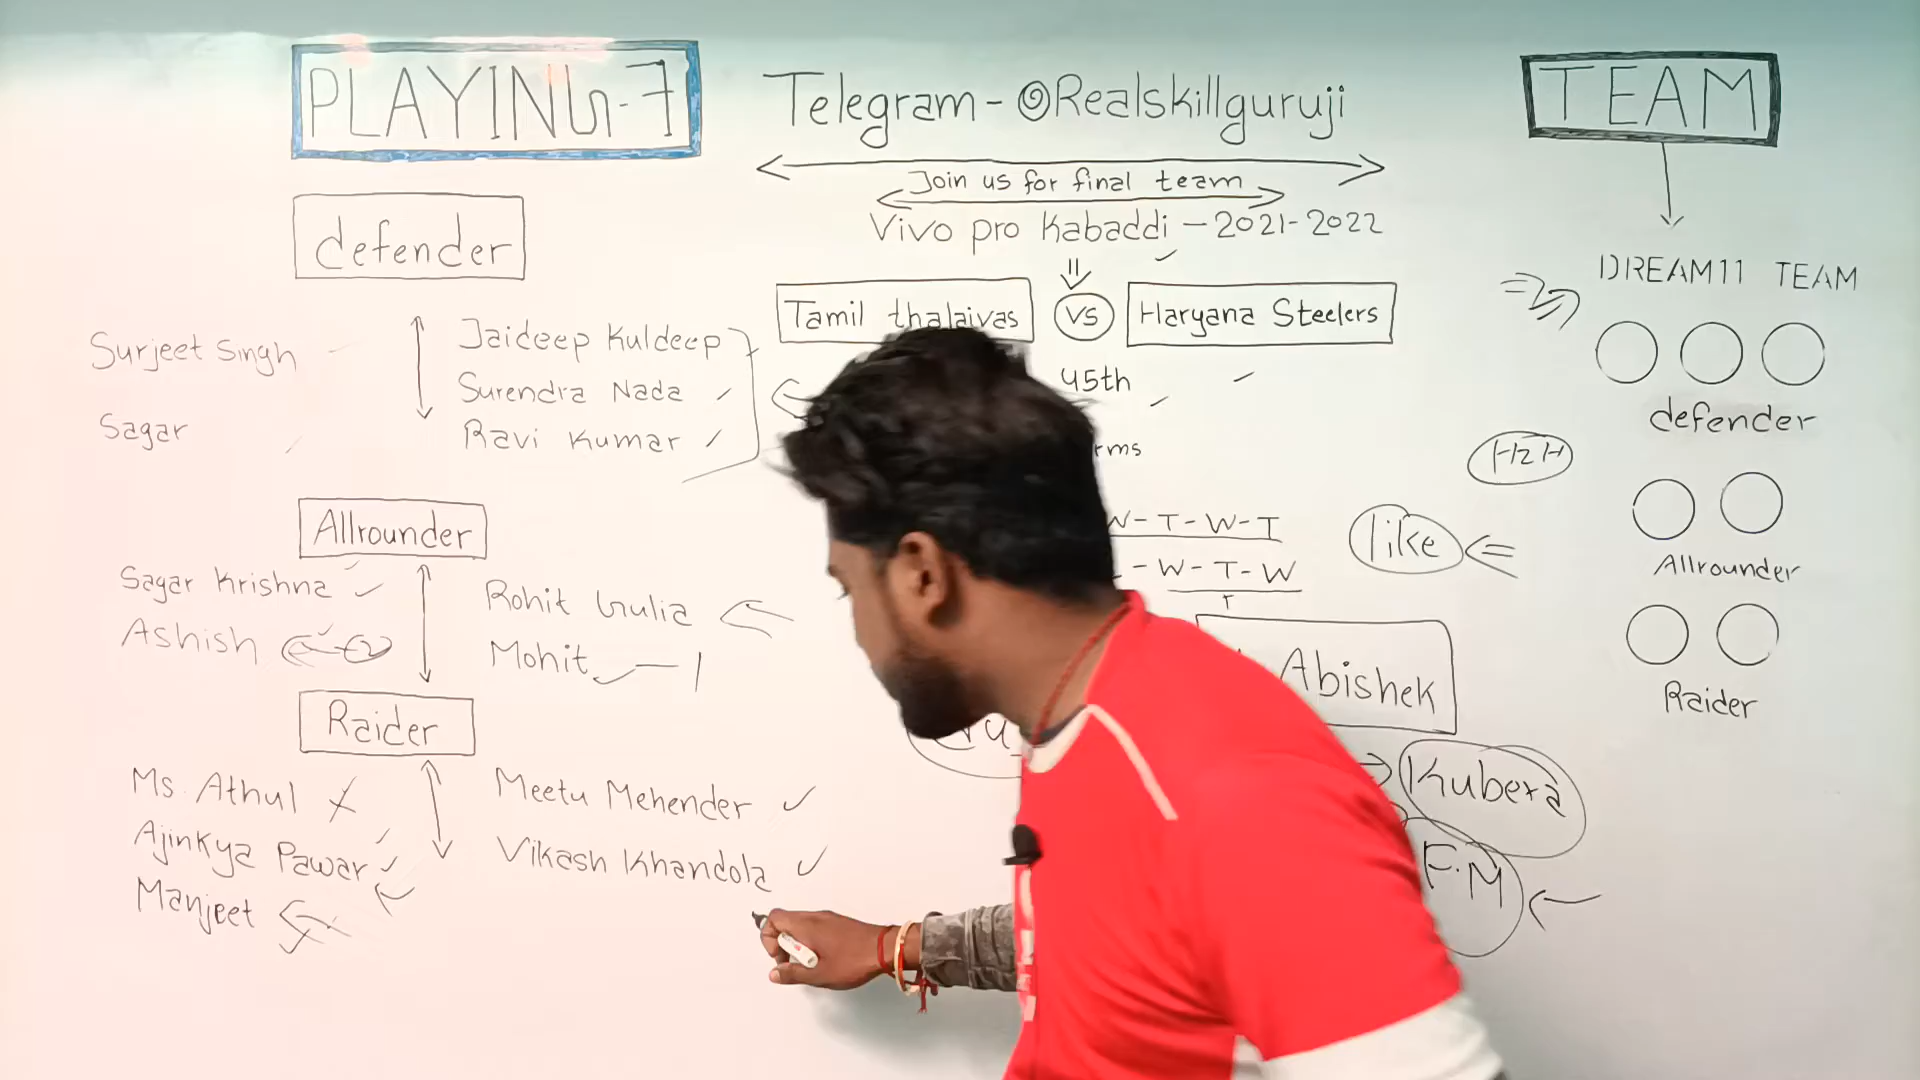 PLAYING-7
Telegram - @Realskillguruji
TEAM
Join us for final team
Vivo pro Kabaddi - 2021-2022
defender
DREAM11 TEAM
Tamil thalaivas
VS
Haryana Steelers
Surjeet Singh
Jaideep Kuldeep
45th
Surendra Nada
defender
Sagar
Ravi Kumar
H2H
W-T-W-T
like
Allrounder
-W-T-W
Allrounder
Sagar Krishna
Rohit Gulia
Ashish
Mohit - 1
Abishek
Raider
Raider
Ms. Athul
Meetu Mehender
Kubera
Ajinkya Pawar
Vikash Khandola
F.M
Manjeet